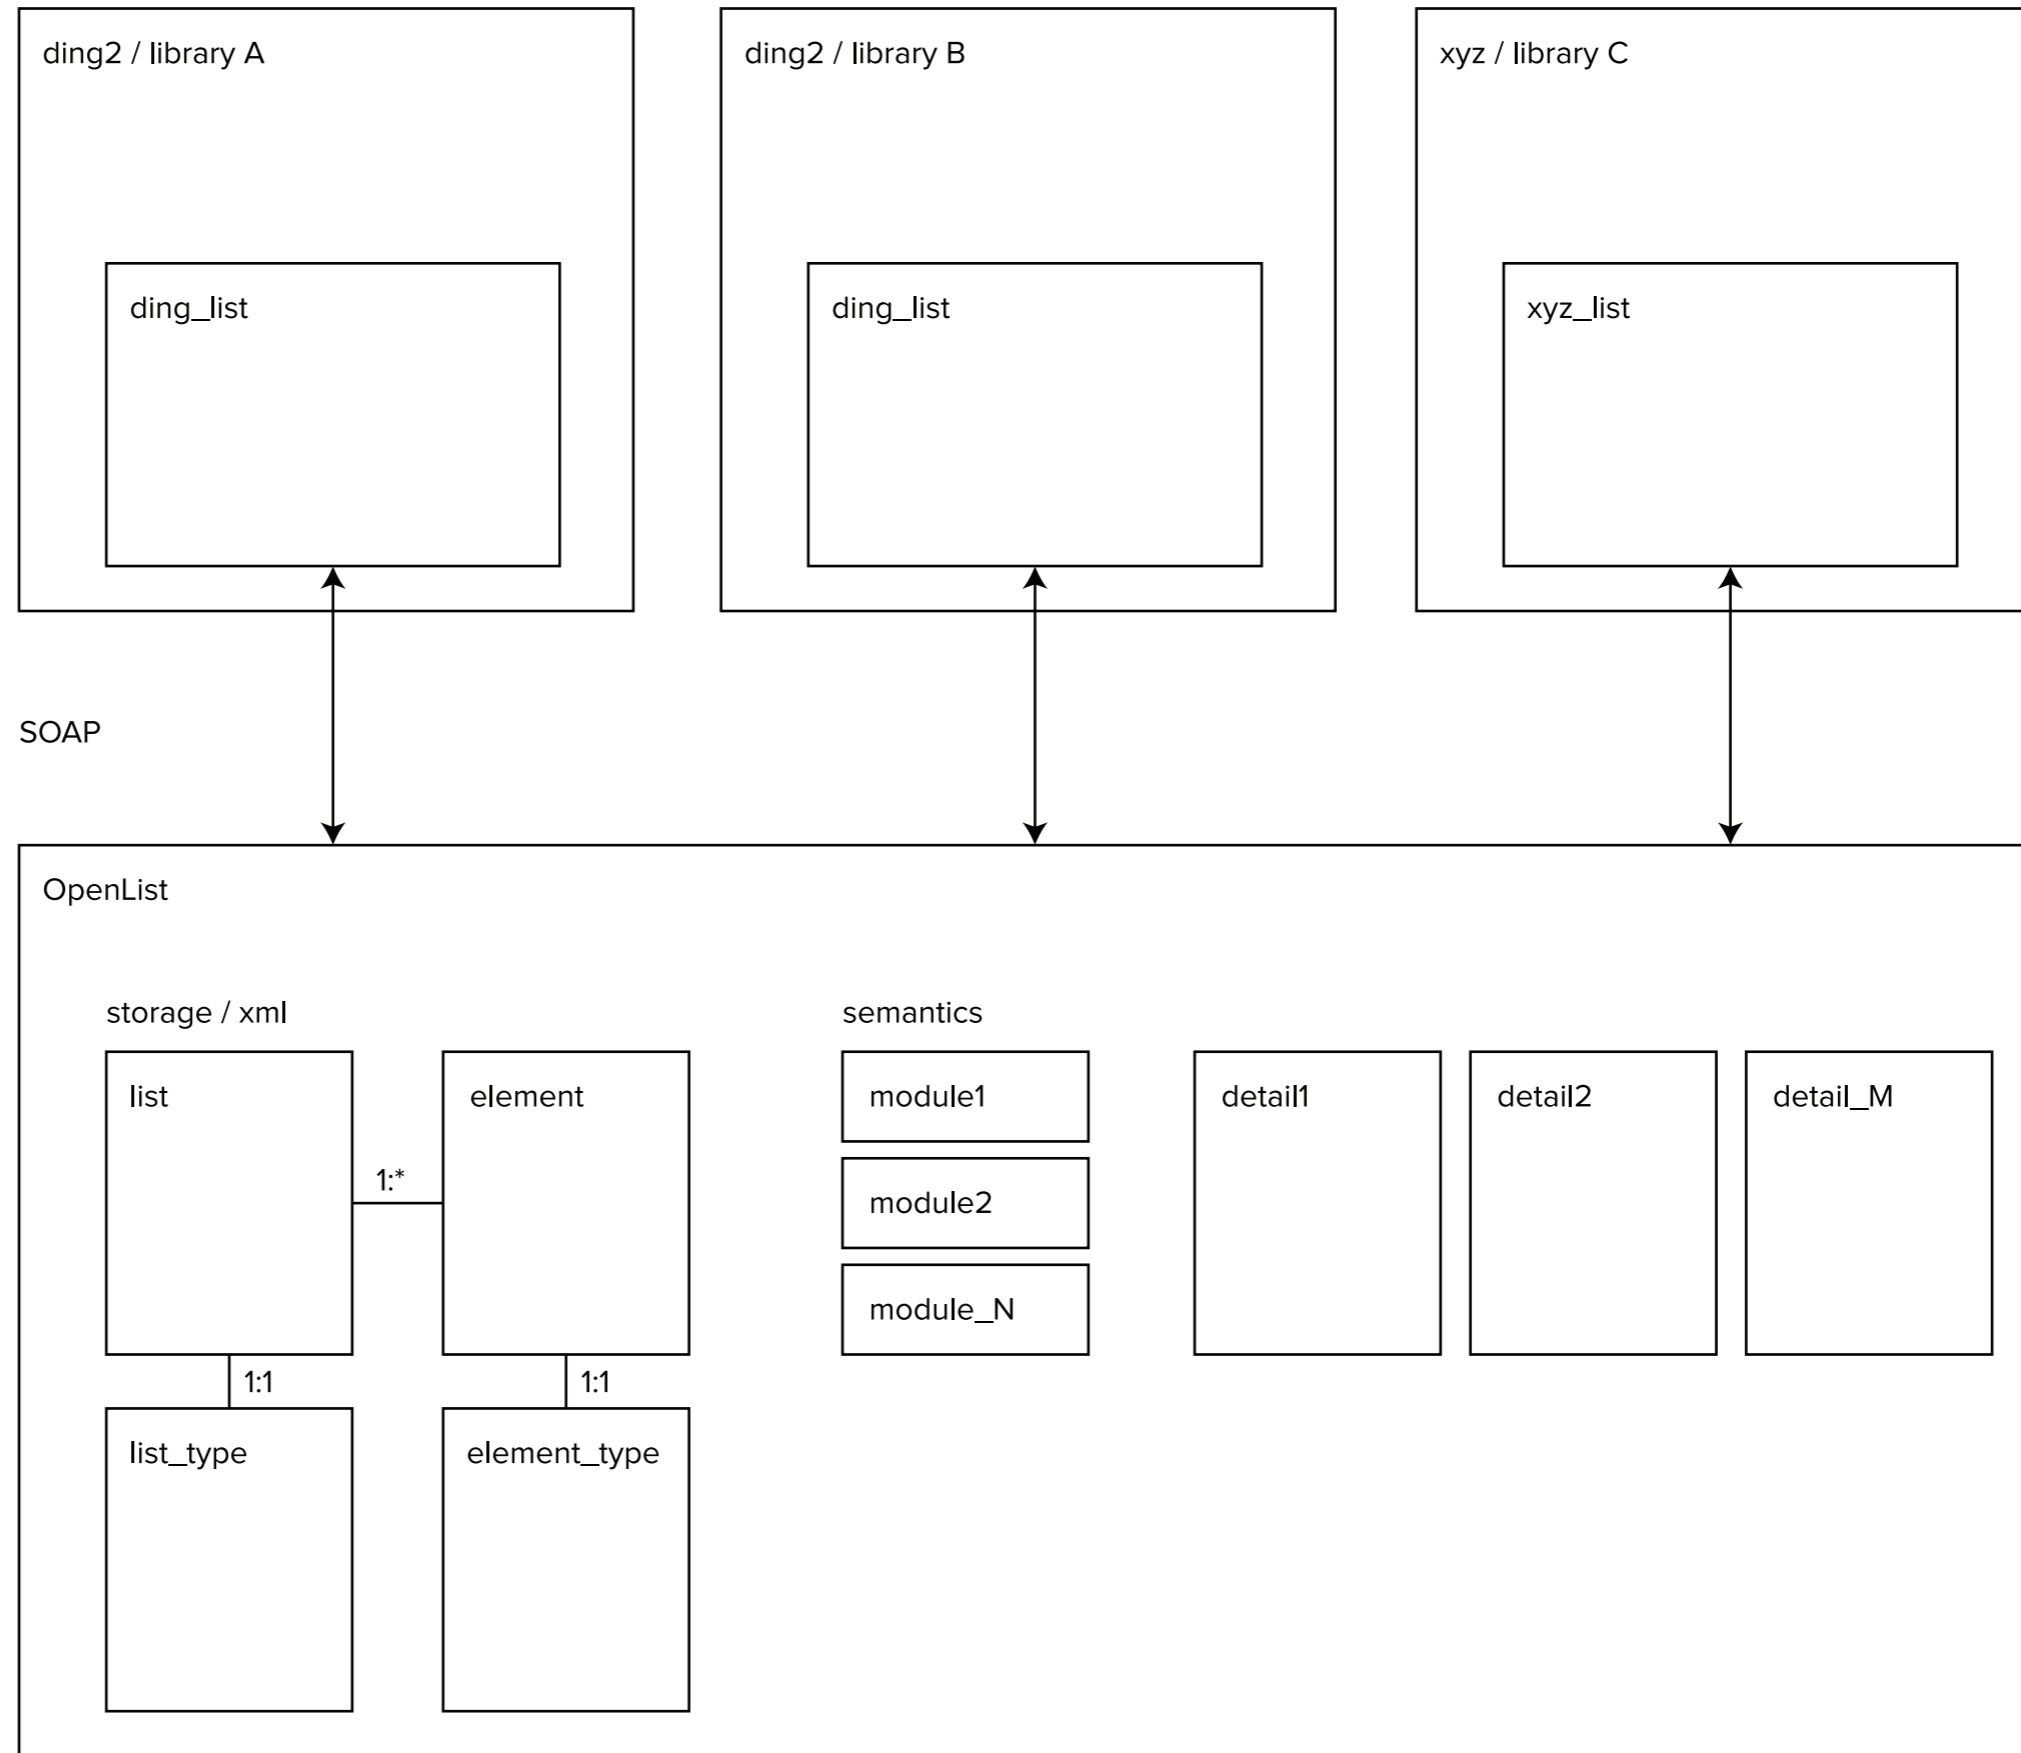 ding2 / library A
ding2 / library B
xyz / library C
ding_list
ding_list
xyz_list
SOAP
OpenList
storage / xml
semantics
list
element
module1
detail1
detail2
detail_M
1:*
module2
module_N
1:1
1:1
list_type
element_type